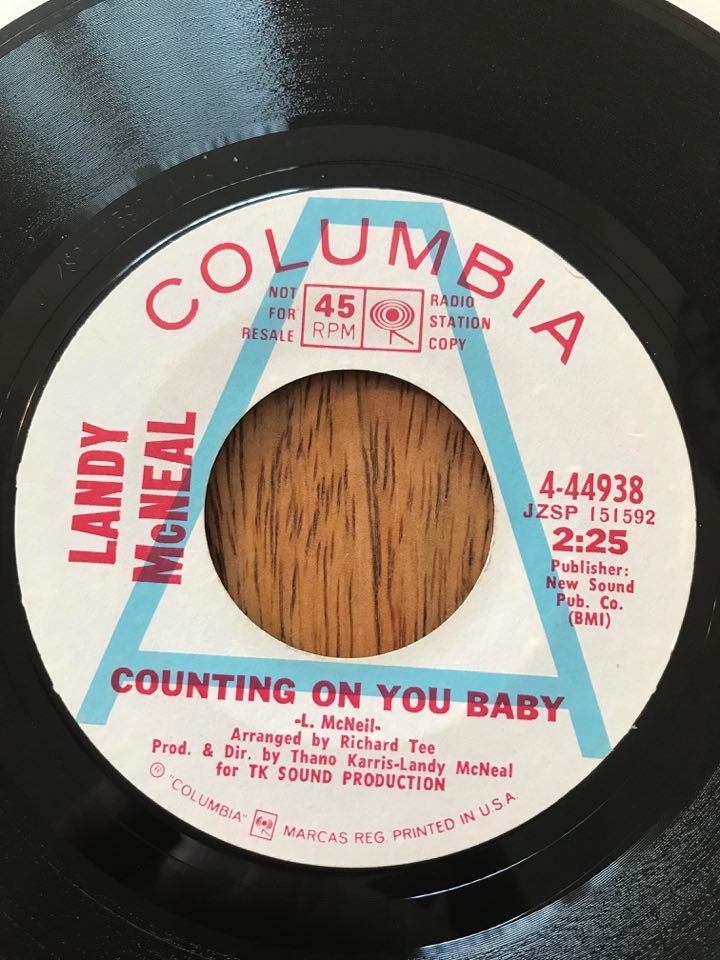 COLUMBIA
NOT
FOR
RESALE
45
RPM
RADIO
STATION
COPY
A
LANDY
McNEAL
4-44938
JZSP 151592
2:25
Publisher:
New Sound
Pub. Co.
(BMI)
COUNTING ON YOU BABY
-L. McNeil-
Arranged by Richard Tee
Prod. & Dir. by Thano Karris-Landy McNeal
for TK SOUND PRODUCTION
® "COLUMBIA" MARCAS REG. PRINTED IN U.S.A.